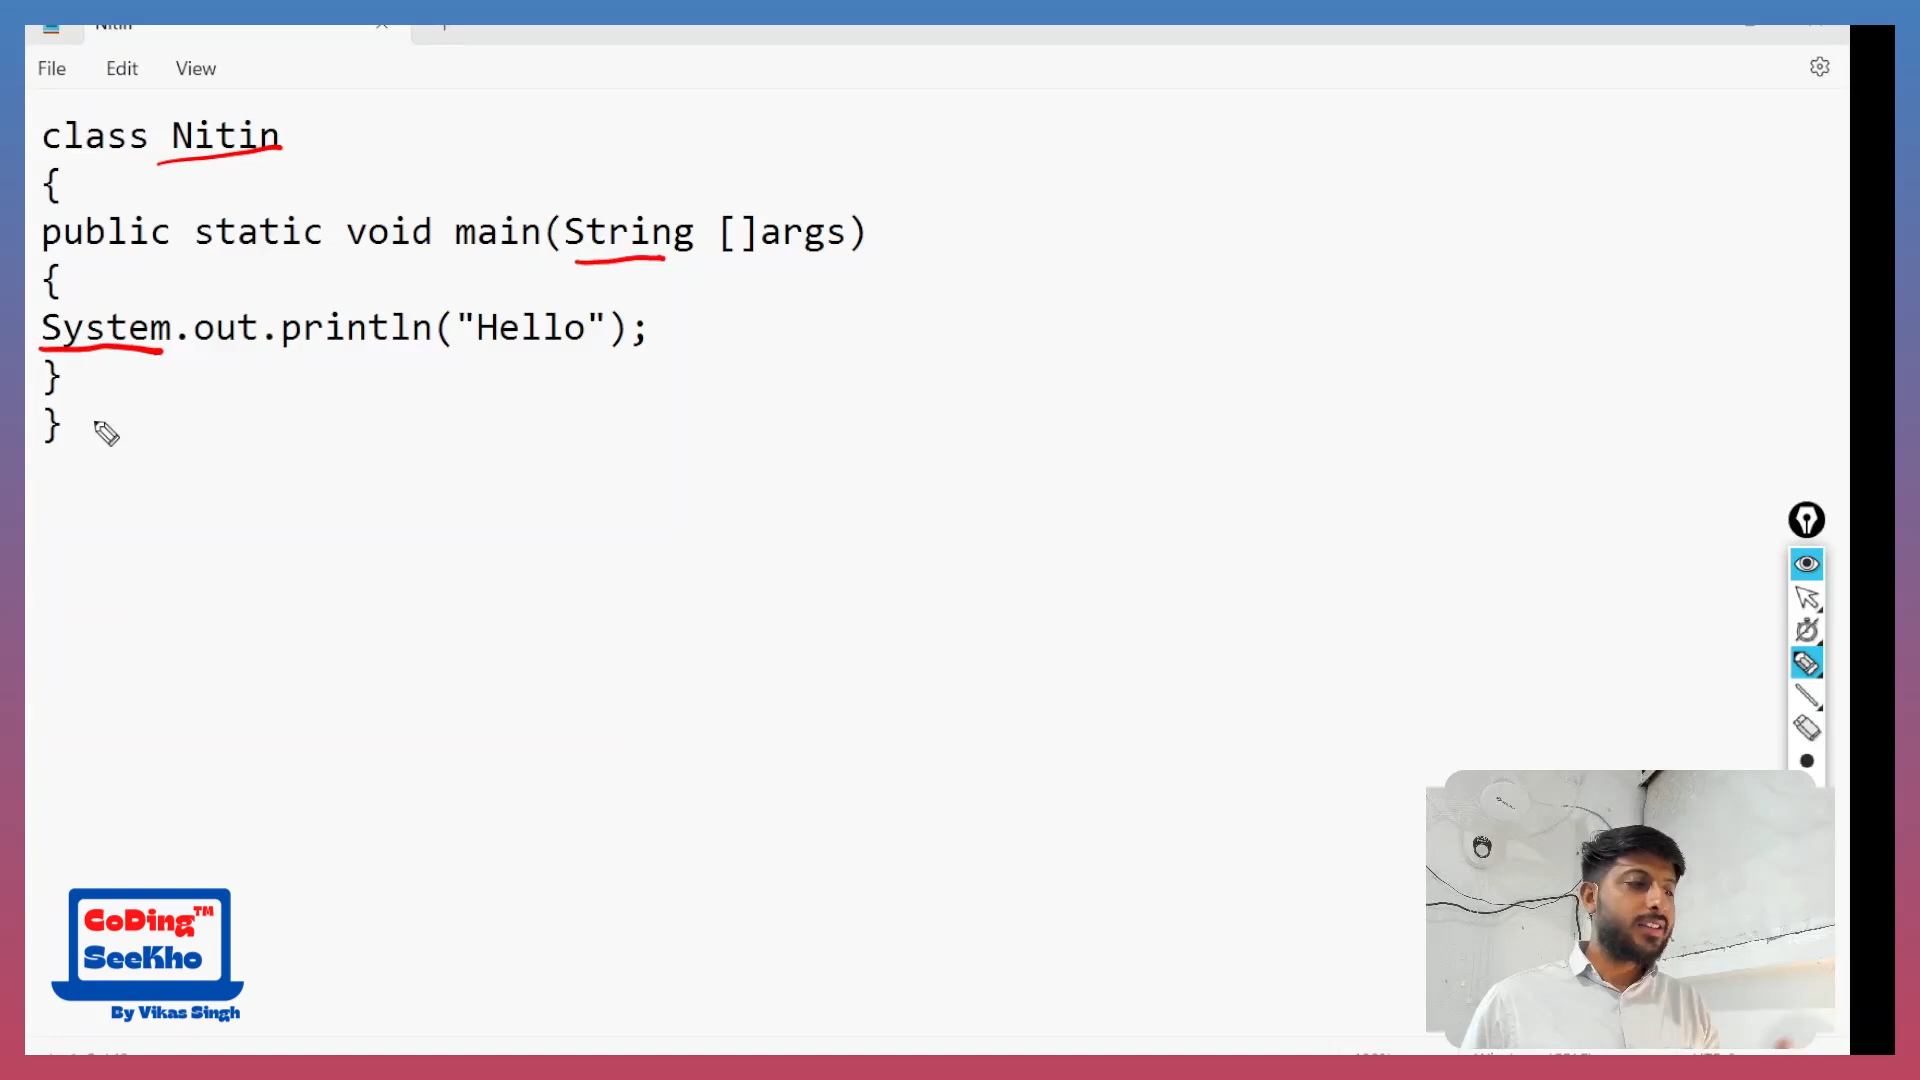 Nitin
File Edit View
class Nitin
{
public static void main(String []args)
{
System.out.println("Hello");
}
}
CoDing™
SeeKho
By Vikas Singh